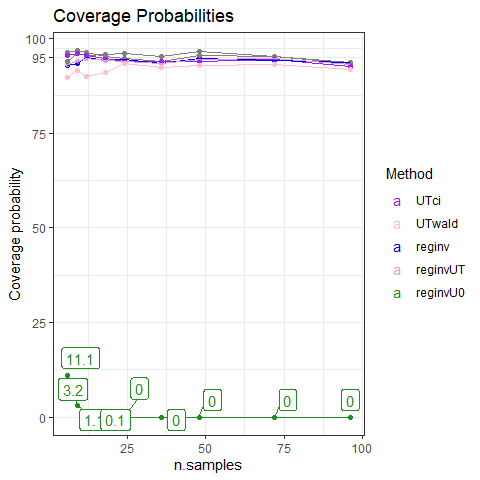 Coverage Probabilities
100
95
75
50
25
0
Coverage probability
11.1
3.2
1.1
0.1
0
0
0
0
0
25
50
75
100
n.samples
Method
a UTci
a UTwald
a reginv
a reginvUT
a reginvU0